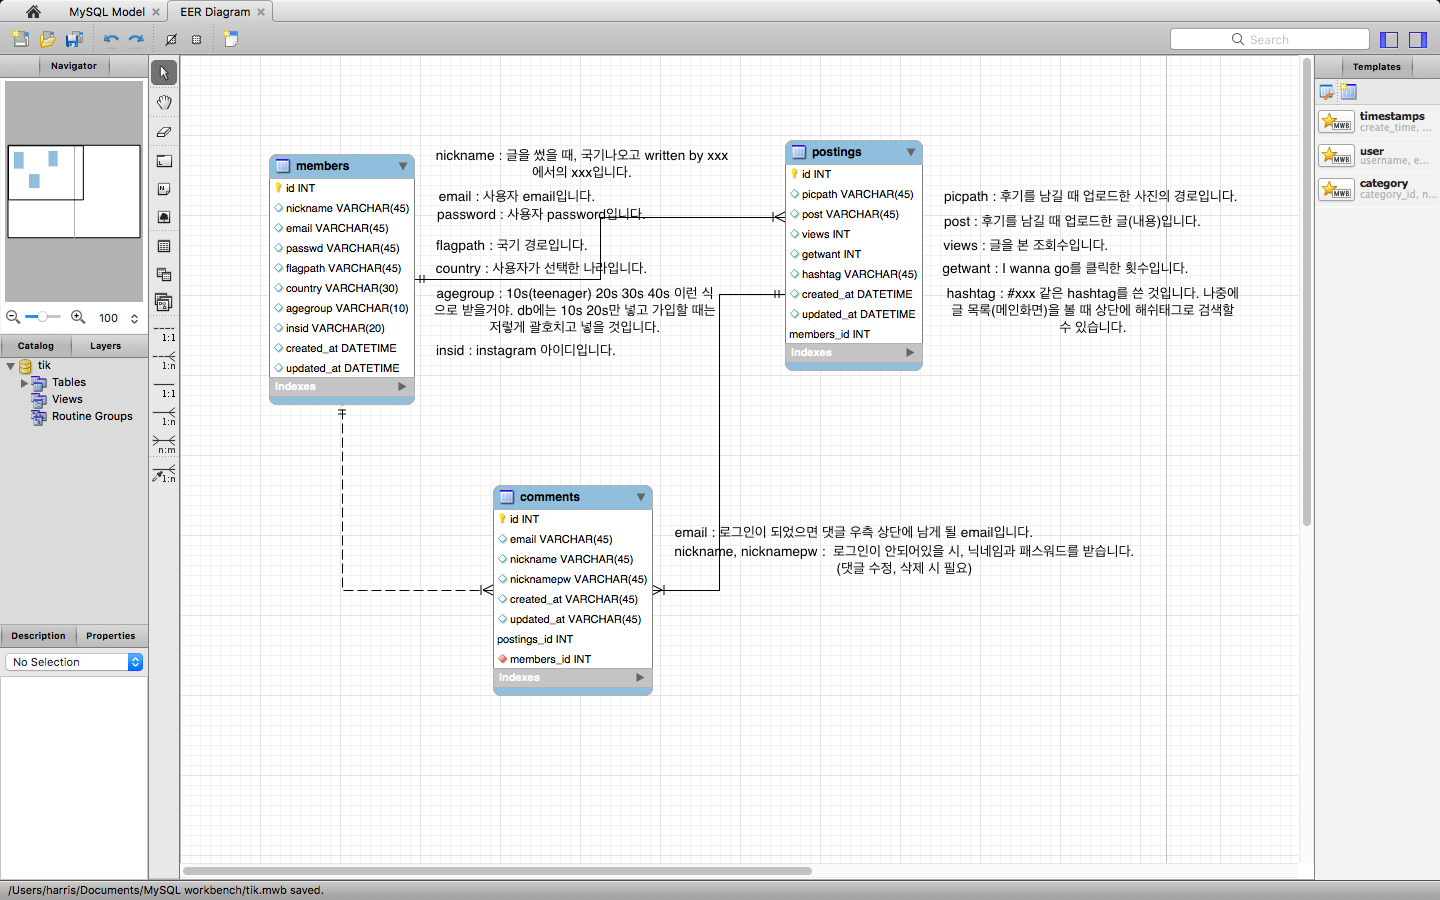 MySQL Model
EER Diagram
Search
Navigator
100
Catalog
Layers
tik
Tables
Views
Routine Groups
Description
Properties
No Selection
1:1
1:n
1:1
1:n
n:m
1:n
members
id INT
nickname VARCHAR(45)
email VARCHAR(45)
passwd VARCHAR(45)
flagpath VARCHAR(45)
country VARCHAR(30)
agegroup VARCHAR(10)
insid VARCHAR(20)
created_at DATETIME
updated_at DATETIME
Indexes
nickname : 글을 썼을 때, 국기나오고 written by xxx
에서의 xxx입니다.
email : 사용자 email입니다.
password : 사용자 password입니다.
flagpath : 국기 경로입니다.
country : 사용자가 선택한 나라입니다.
agegroup : 10s(teenager) 20s 30s 40s 이런 식
으로 받을거야. db에는 10s 20s만 넣고 가입할 때는
저렇게 괄호치고 넣을 것입니다.
insid : instagram 아이디입니다.
postings
id INT
picpath VARCHAR(45)
post VARCHAR(45)
views INT
getwant INT
hashtag VARCHAR(45)
created_at DATETIME
updated_at DATETIME
members_id INT
Indexes
picpath : 후기를 남길 때 업로드한 사진의 경로입니다.
post : 후기를 남길 때 업로드한 글(내용)입니다.
views : 글을 본 조회수입니다.
getwant : I wanna go를 클릭한 횟수입니다.
hashtag : #xxx 같은 hashtag를 쓴 것입니다. 나중에
글 목록(메인화면)을 볼 때 상단에 해쉬태그로 검색할
수 있습니다.
comments
id INT
email VARCHAR(45)
nickname VARCHAR(45)
nicknamepw VARCHAR(45)
created_at VARCHAR(45)
updated_at VARCHAR(45)
postings_id INT
members_id INT
Indexes
email : 로그인이 되었으면 댓글 우측 상단에 남게 될 email입니다.
nickname, nicknamepw : 로그인이 안되어있을 시, 닉네임과 패스워드를 받습니다.
(댓글 수정, 삭제 시 필요)
Templates
MWB
timestamps
create_time, ...
MWB
user
username, e...
MWB
category
category_id, n...
/Users/harris/Documents/MySQL workbench/tik.mwb saved.